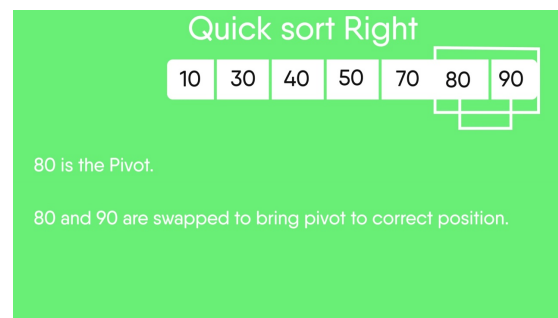 Quick sort Right
10 30 40 50 70 80 90
80 is the Pivot.
80 and 90 are swapped to bring pivot to correct position.